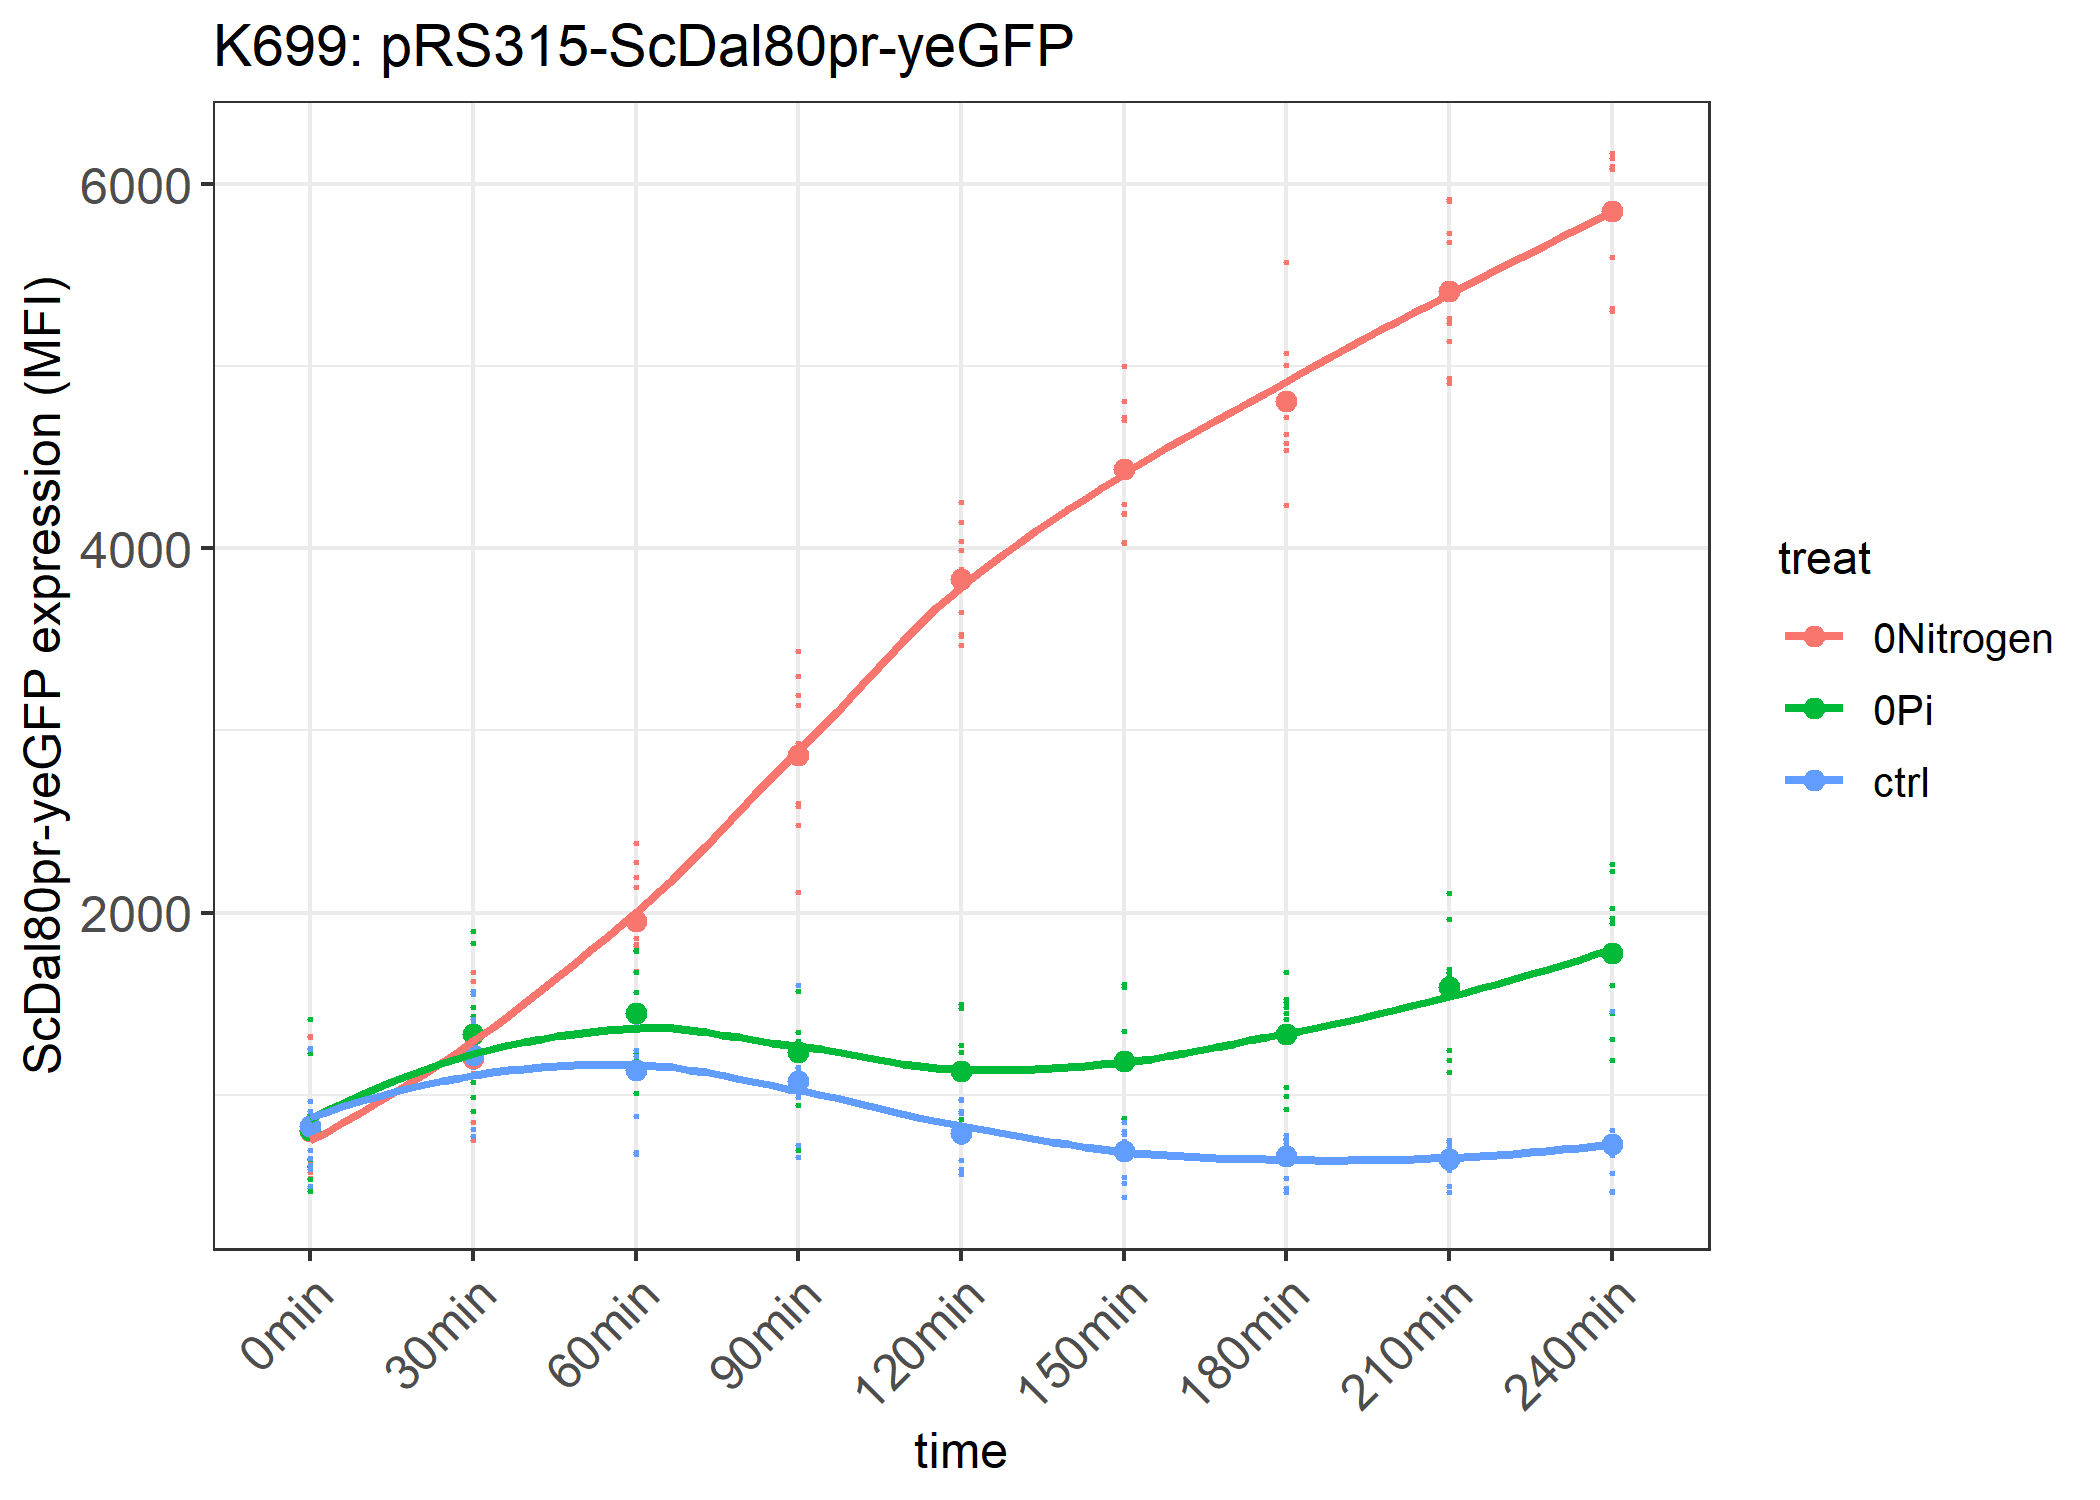 K699: pRS315-ScDal80pr-yeGFP
ScDal80pr-yeGFP expression (MFI)
6000
4000
2000
0min
30min
60min
90min
120min
150min
180min
210min
240min
time
treat
0Nitrogen
0Pi
ctrl